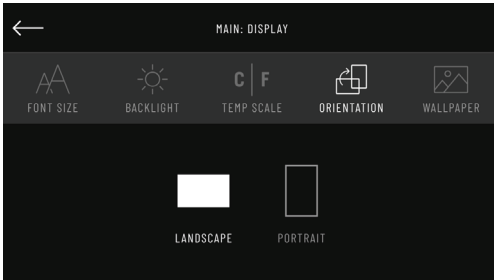 MAIN: DISPLAY
C F
FONT SIZE BACKLIGHT TEMP SCALE ORIENTATION WALLPAPER
LANDSCAPE PORTRAIT